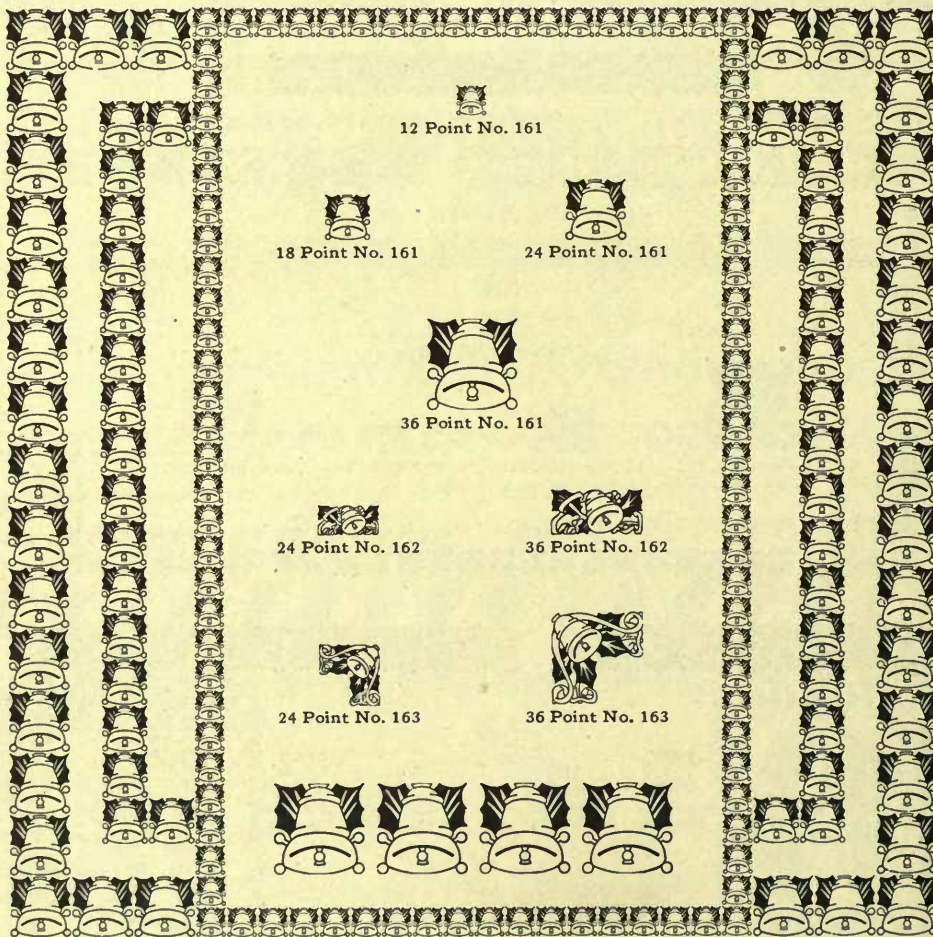 12 Point No. 161
18 Point No. 161
24 Point No. 161
36 Point No. 161
24 Point No. 162
36 Point No. 162
24 Point No. 163
36 Point No. 163